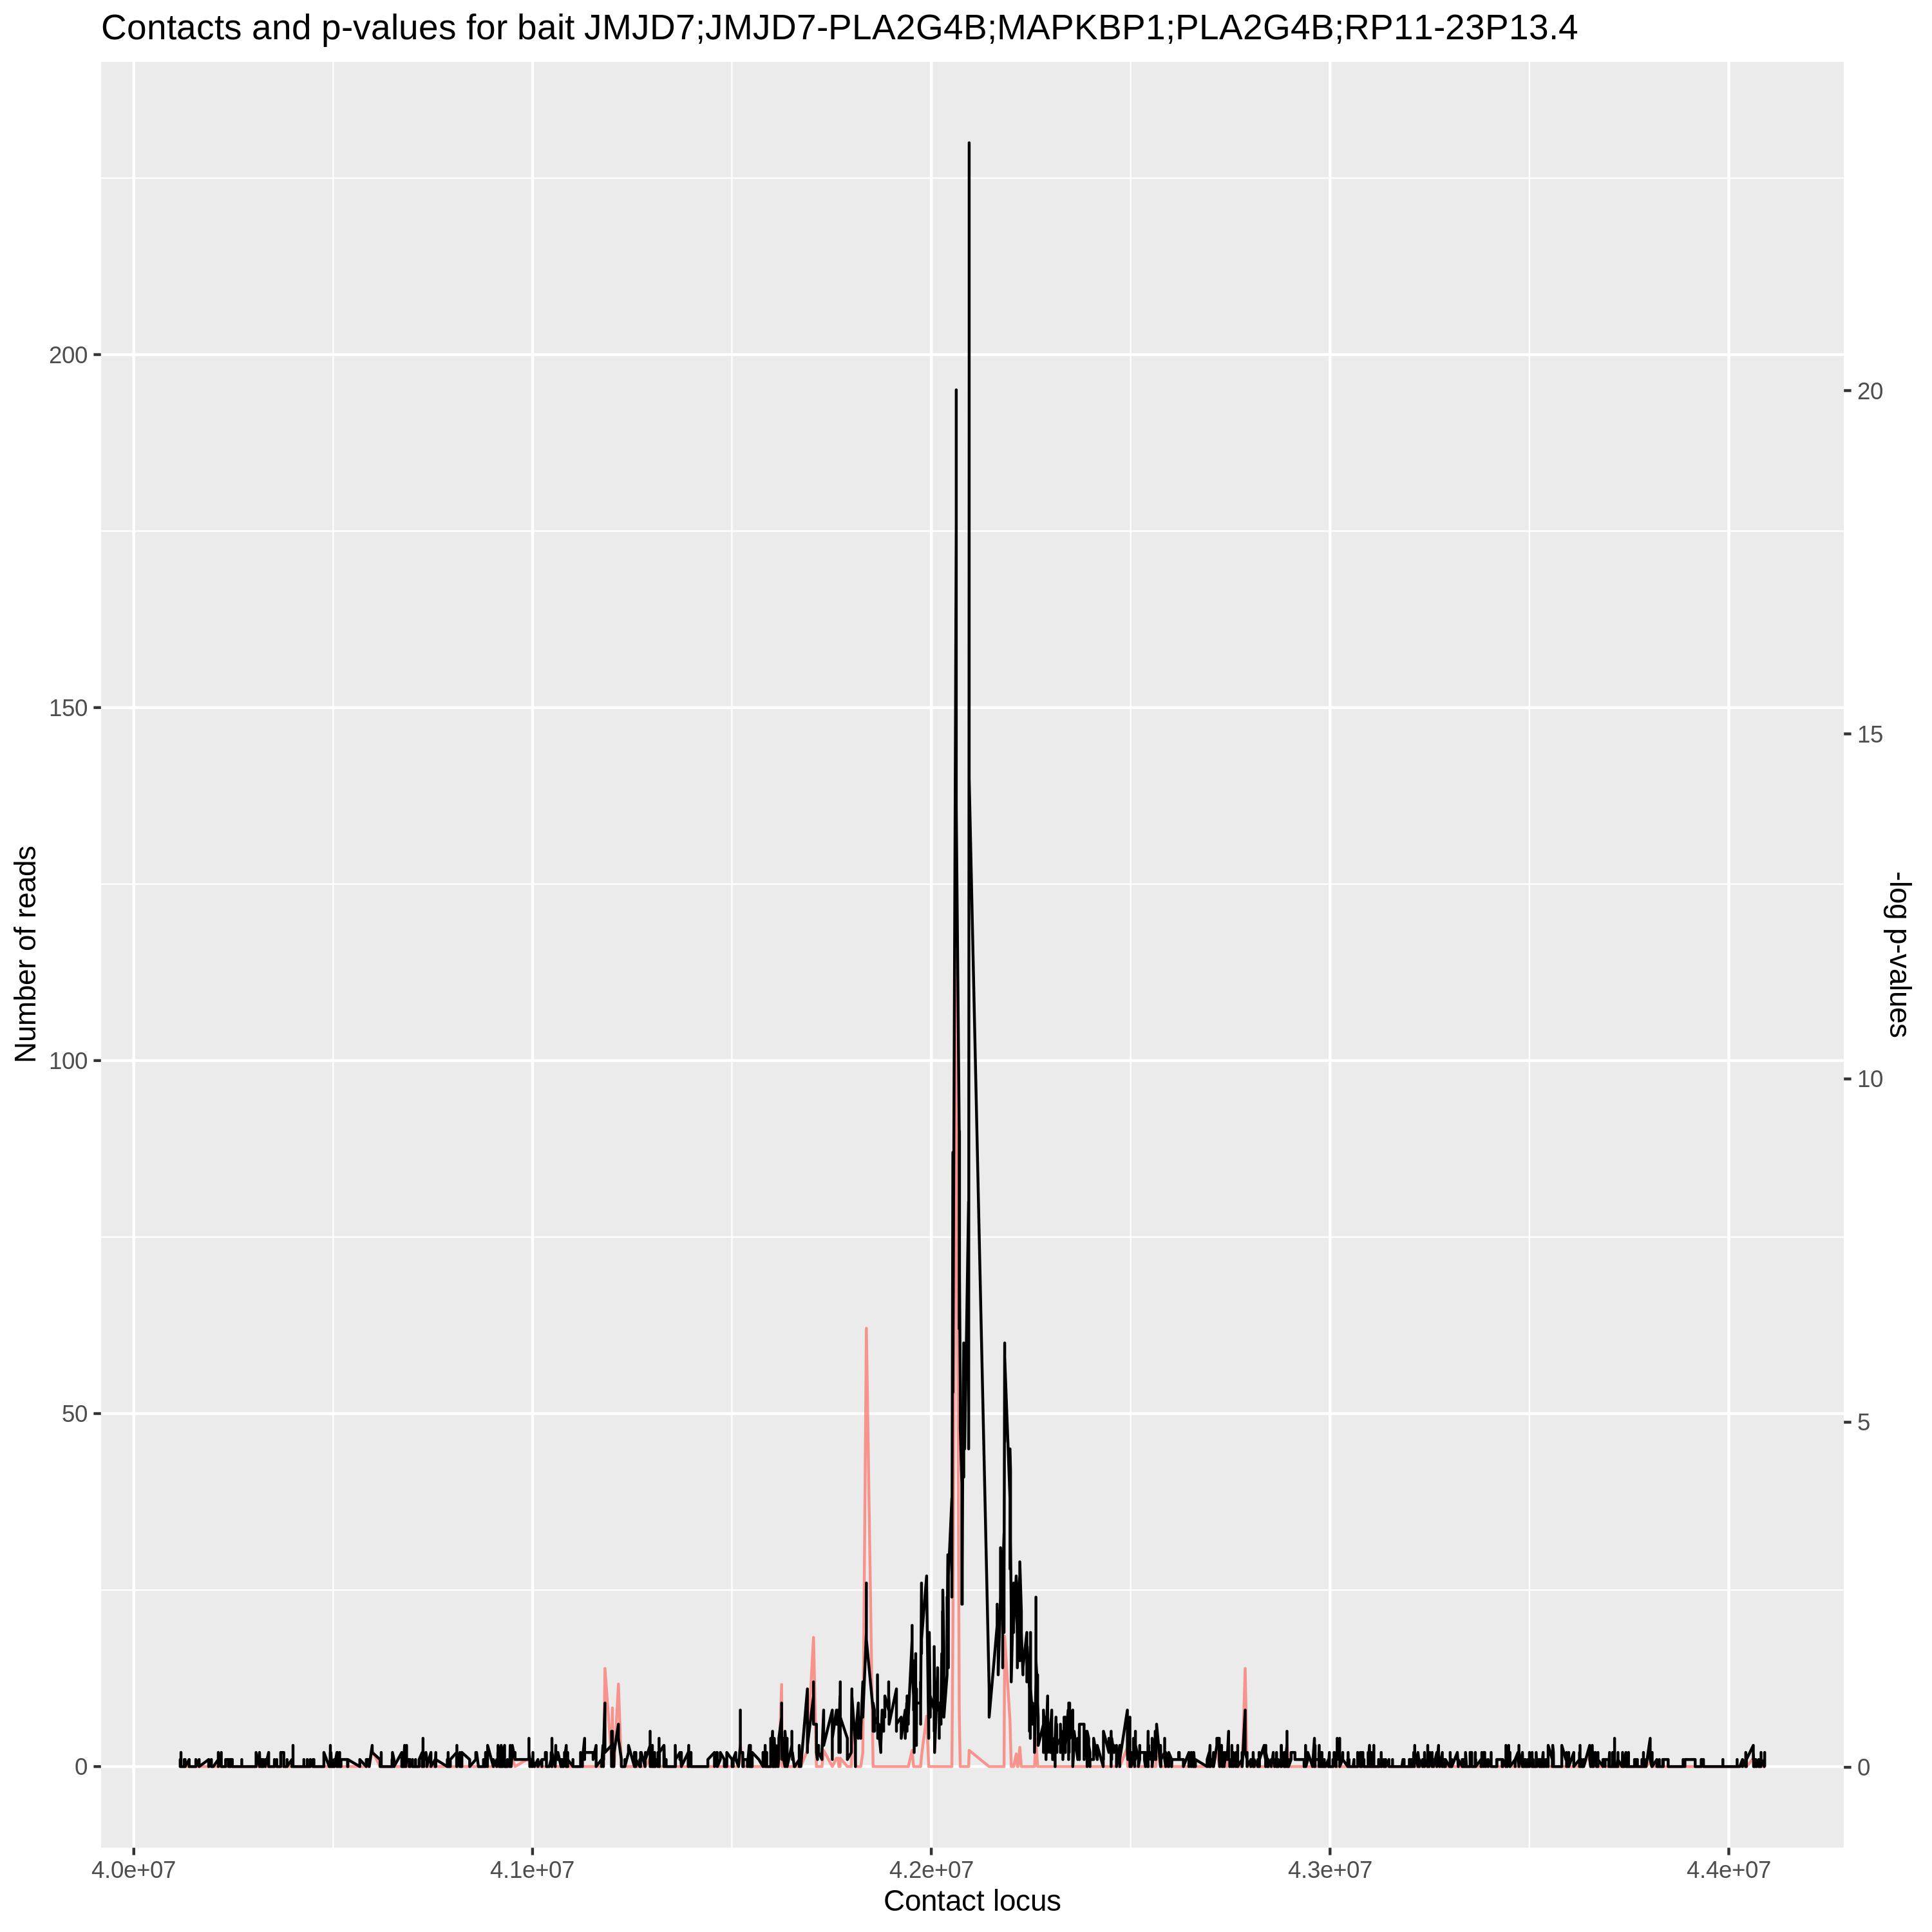 Contacts and p-values for bait JMJD7;JMJD7-PLA2G4B;MAPKBP1;PLA2G4B;RP11-23P13.4
Number of reads
200
150
100
50
0
20
15
10
5
0
-log p-values
4.0e+07
4.1e+07
4.2e+07
4.3e+07
4.4e+07
Contact locus